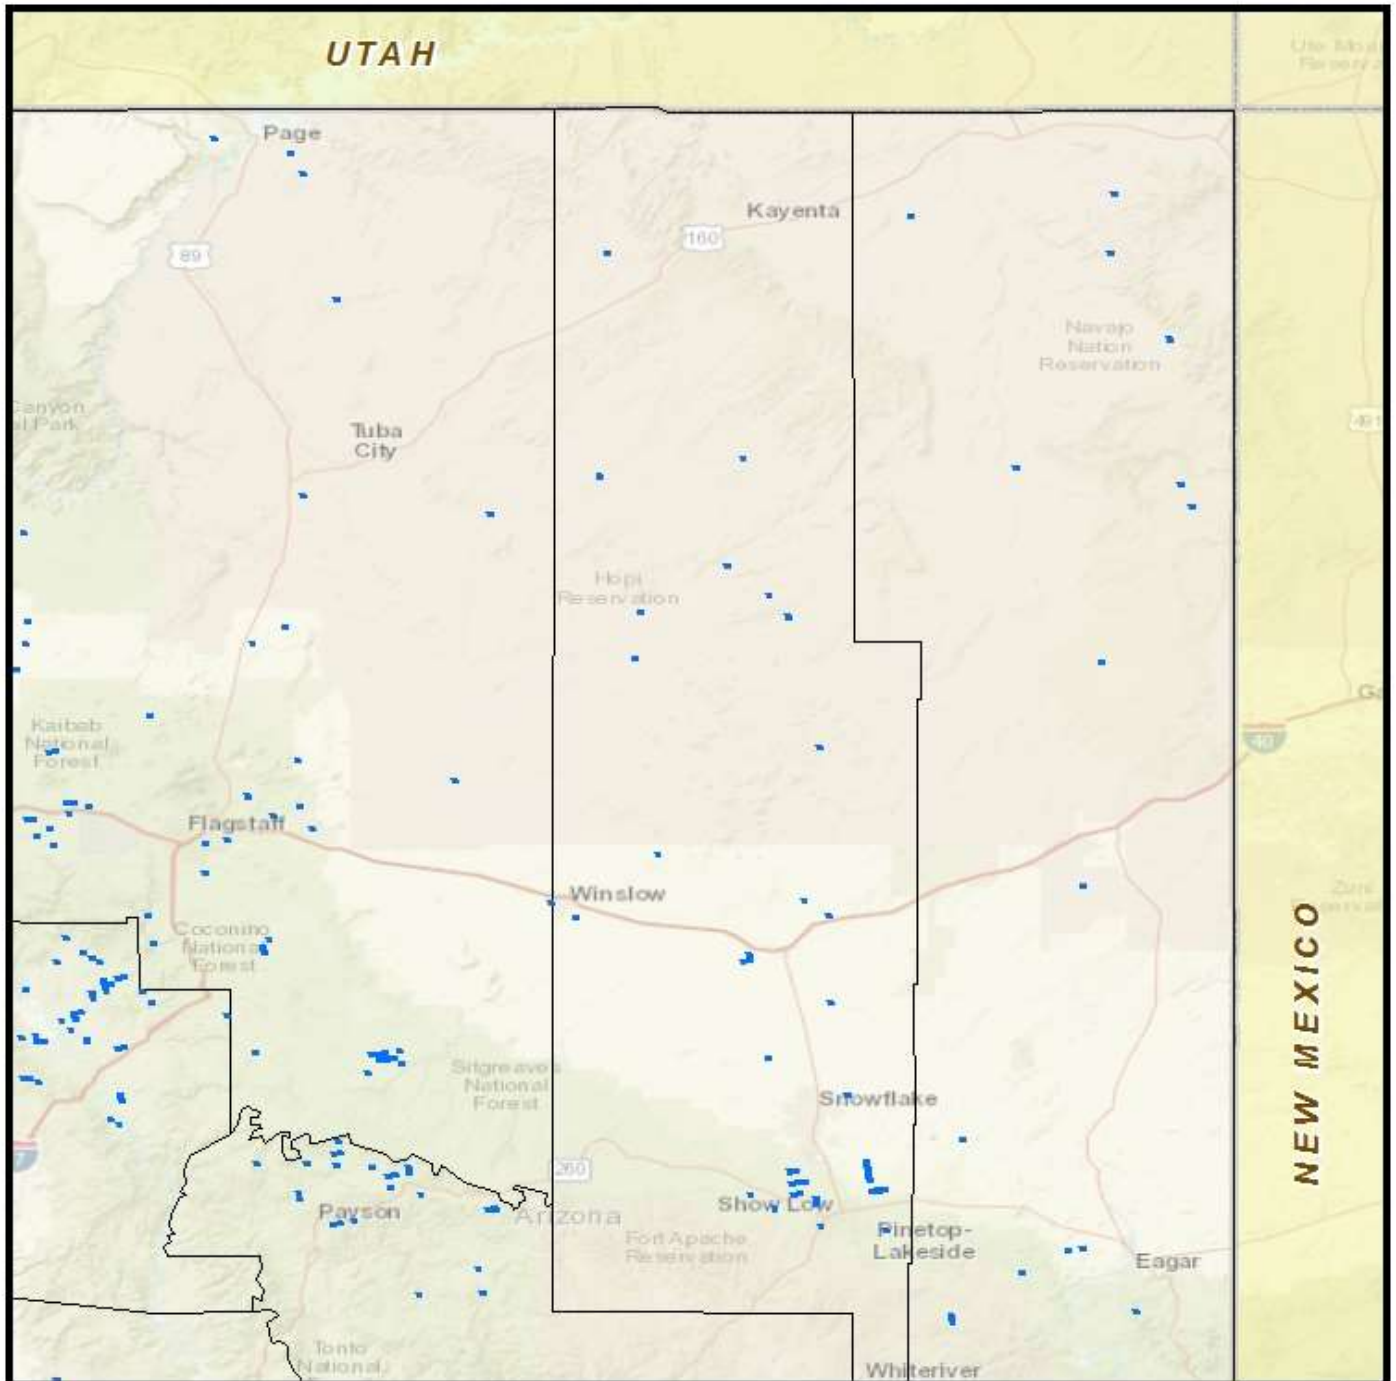 UTAH
Page
Kayenta
160
89
Navajo
Nation
Reservation
Canyon
Tuba
City
Hopi
Reservation
Kaibab
National
Forest
40
Flagstaff
Winslow
Coconino
National
Forest
NEW MEXICO
Sitgreaves
National
Forest
Snowflake
260
Show Low
Payson
Arizona
Fort Apache
Reservation
Pinetop-
Lakeside
Eagar
Tonto
National
Whiteriver